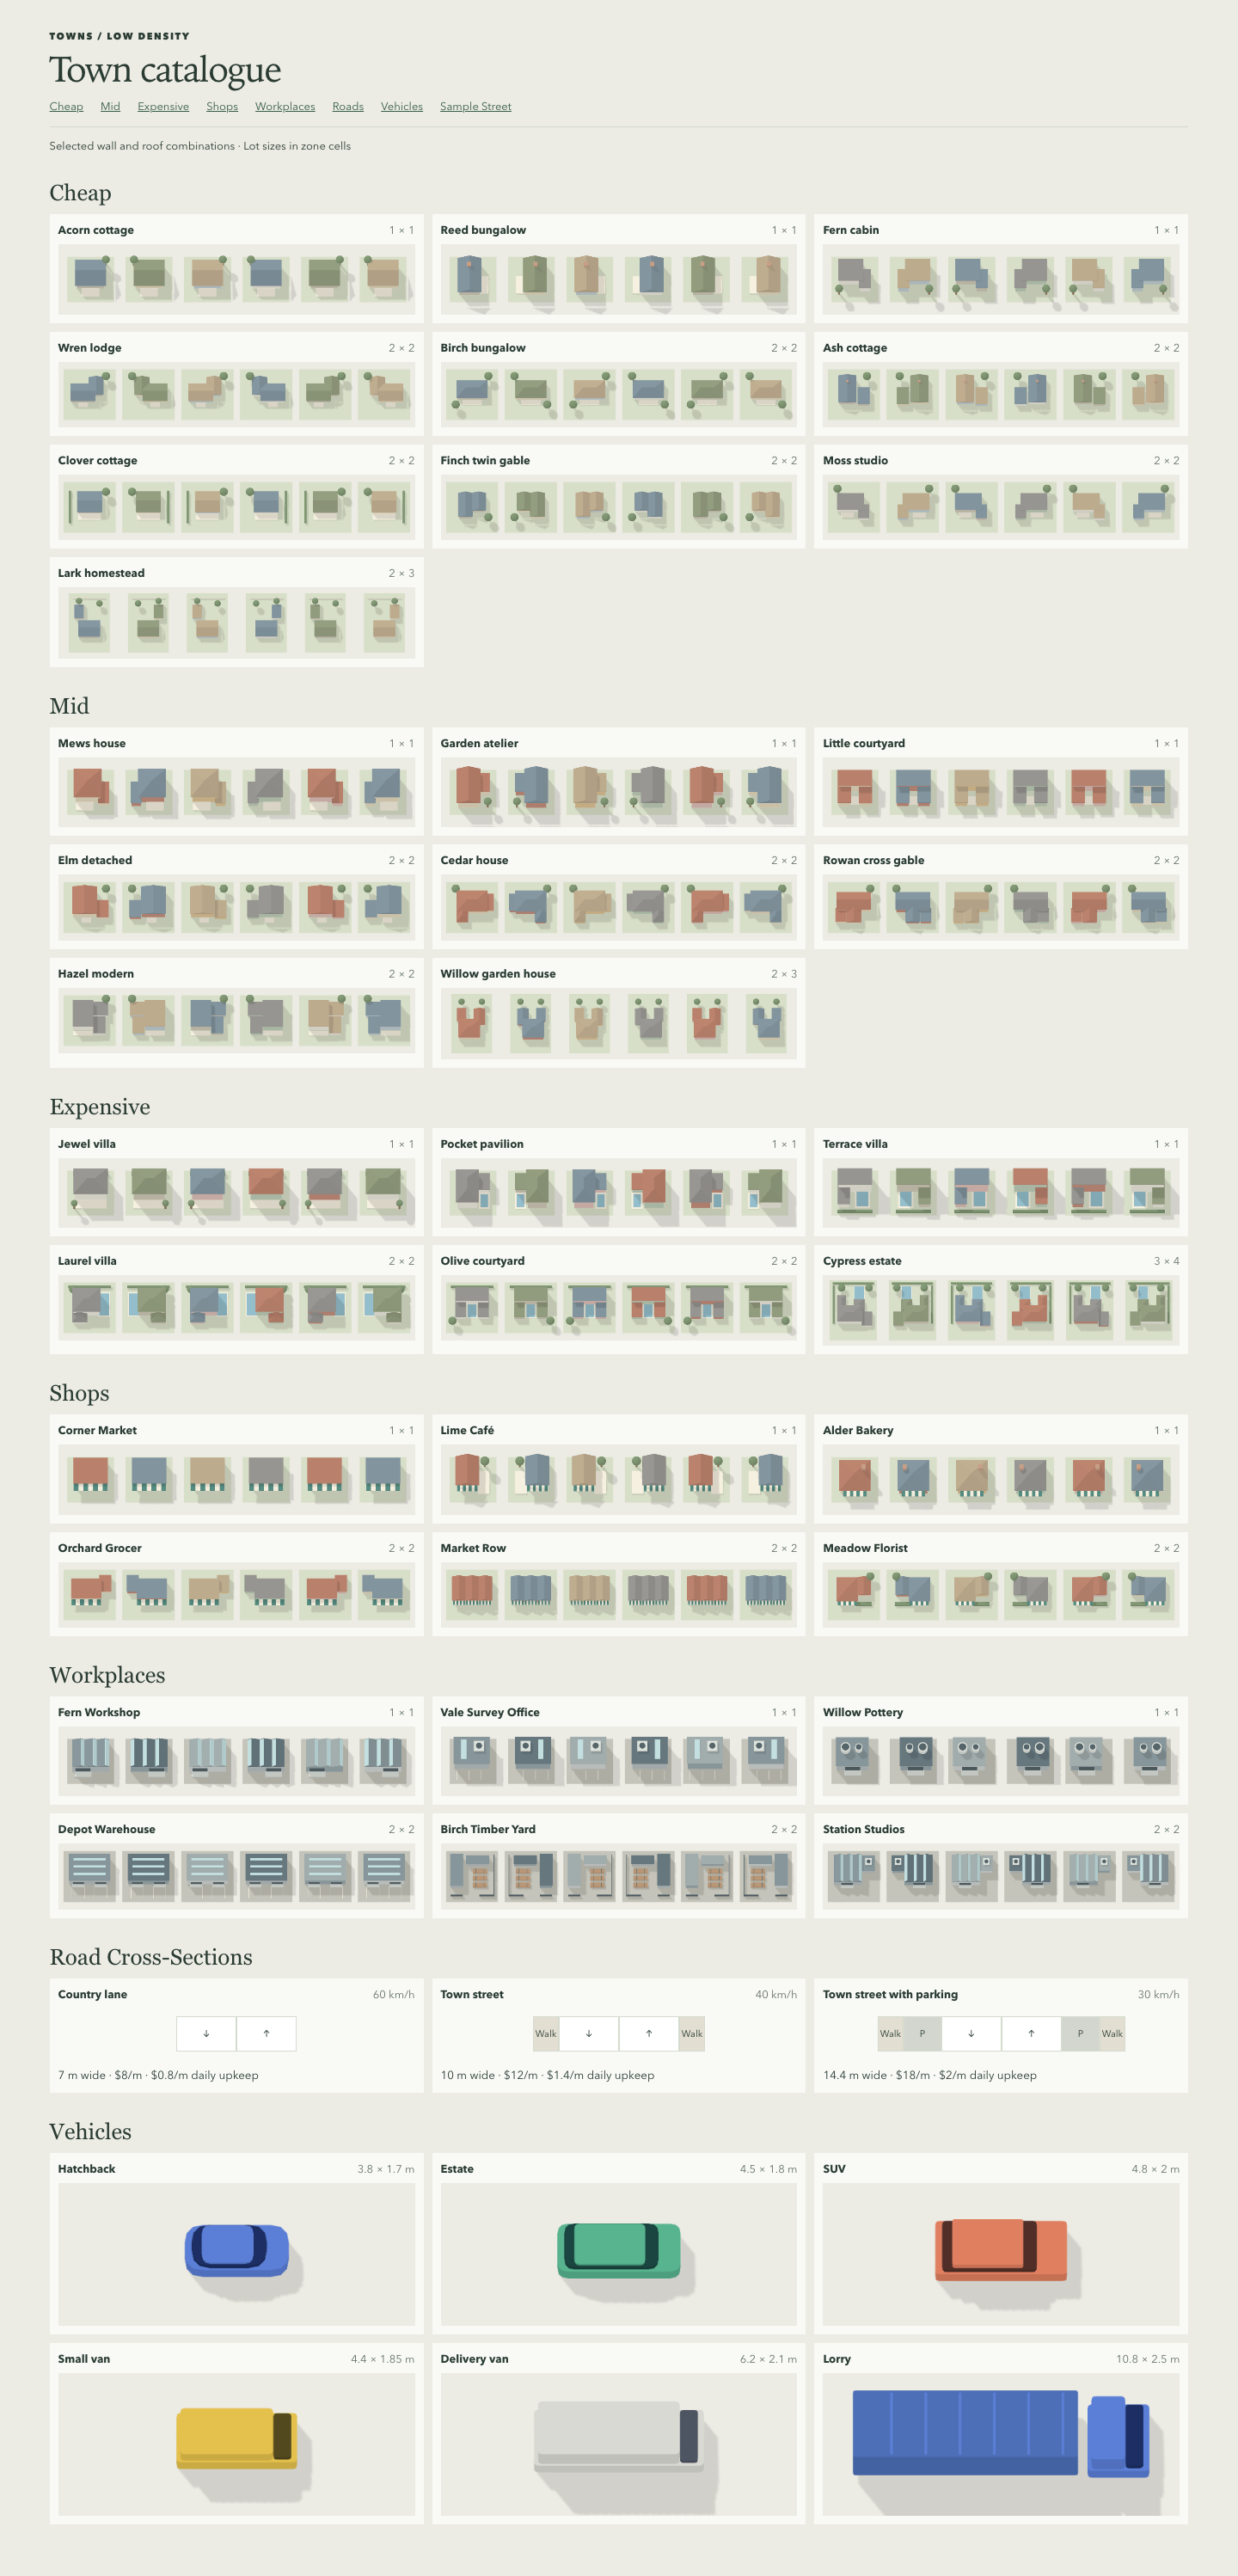 TOWNS / LOW DENSITY
Town catalogue
Cheap Mid Expensive Shops Workplaces Roads Vehicles Sample Street
Selected wall and roof combinations · Lot sizes in zone cells
Cheap
Acorn cottage 1 × 1
Reed bungalow 1 × 1
Fern cabin 1 × 1
Wren lodge 2 × 2
Birch bungalow 2 × 2
Ash cottage 2 × 2
Clover cottage 2 × 2
Finch twin gable 2 × 2
Moss studio 2 × 2
Lark homestead 2 × 3
Mid
Mews house 1 × 1
Garden atelier 1 × 1
Little courtyard 1 × 1
Elm detached 2 × 2
Cedar house 2 × 2
Rowan cross gable 2 × 2
Hazel modern 2 × 2
Willow garden house 2 × 3
Expensive
Jewel villa 1 × 1
Pocket pavilion 1 × 1
Terrace villa 1 × 1
Laurel villa 2 × 2
Olive courtyard 2 × 2
Cypress estate 3 × 4
Shops
Corner Market 1 × 1
Lime Café 1 × 1
Alder Bakery 1 × 1
Orchard Grocer 2 × 2
Market Row 2 × 2
Meadow Florist 2 × 2
Workplaces
Fern Workshop 1 × 1
Vale Survey Office 1 × 1
Willow Pottery 1 × 1
Depot Warehouse 2 × 2
Birch Timber Yard 2 × 2
Station Studios 2 × 2
Road Cross-Sections
Country lane 60 km/h
↓ ↑
7 m wide · $8/m · $0.8/m daily upkeep
Town street 40 km/h
Walk ↓ ↑ Walk
10 m wide · $12/m · $1.4/m daily upkeep
Town street with parking 30 km/h
Walk P ↓ ↑ P Walk
14.4 m wide · $18/m · $2/m daily upkeep
Vehicles
Hatchback 3.8 × 1.7 m
Estate 4.5 × 1.8 m
SUV 4.8 × 2 m
Small van 4.4 × 1.85 m
Delivery van 6.2 × 2.1 m
Lorry 10.8 × 2.5 m